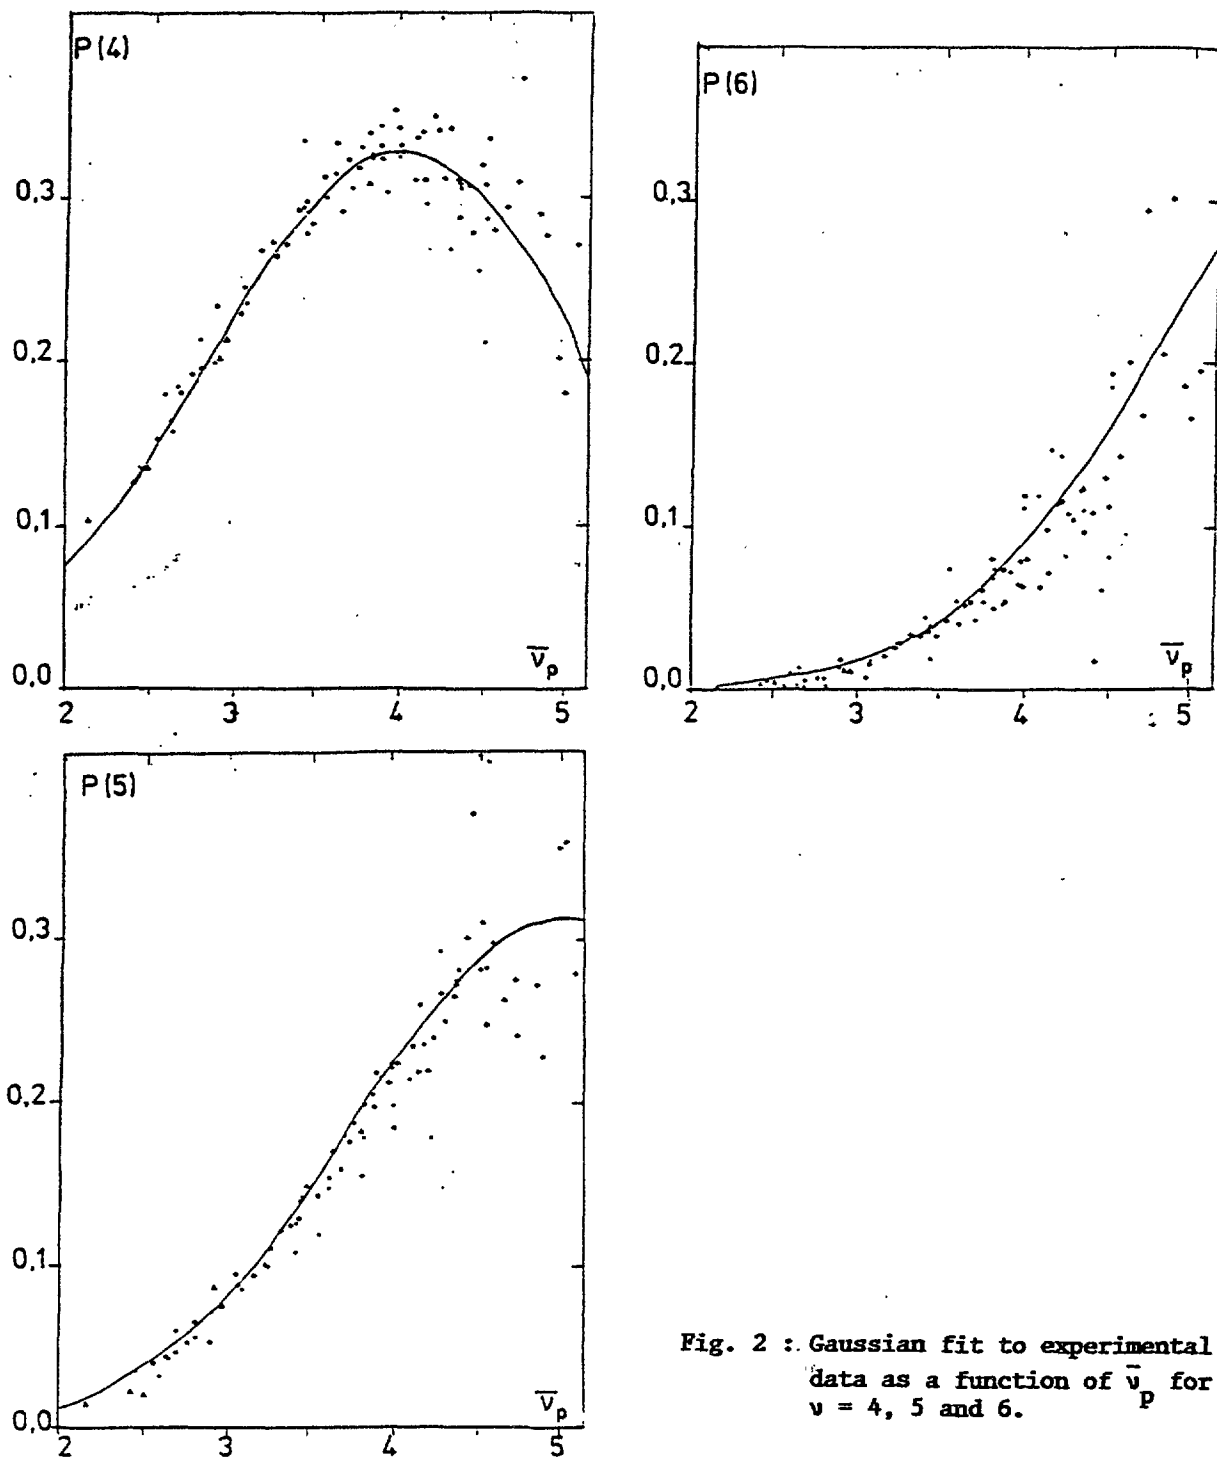 P(4)
0,3
0,2
0,1
0,0
ν̄p
2 3 4 5
P(6)
0,3
0,2
0,1
0,0
ν̄p
2 3 4 5
P(5)
0,3
0,2
0,1
0,0
ν̄p
2 3 4 5
Fig. 2 : Gaussian fit to experimental
data as a function of ν̄p for
ν = 4, 5 and 6.